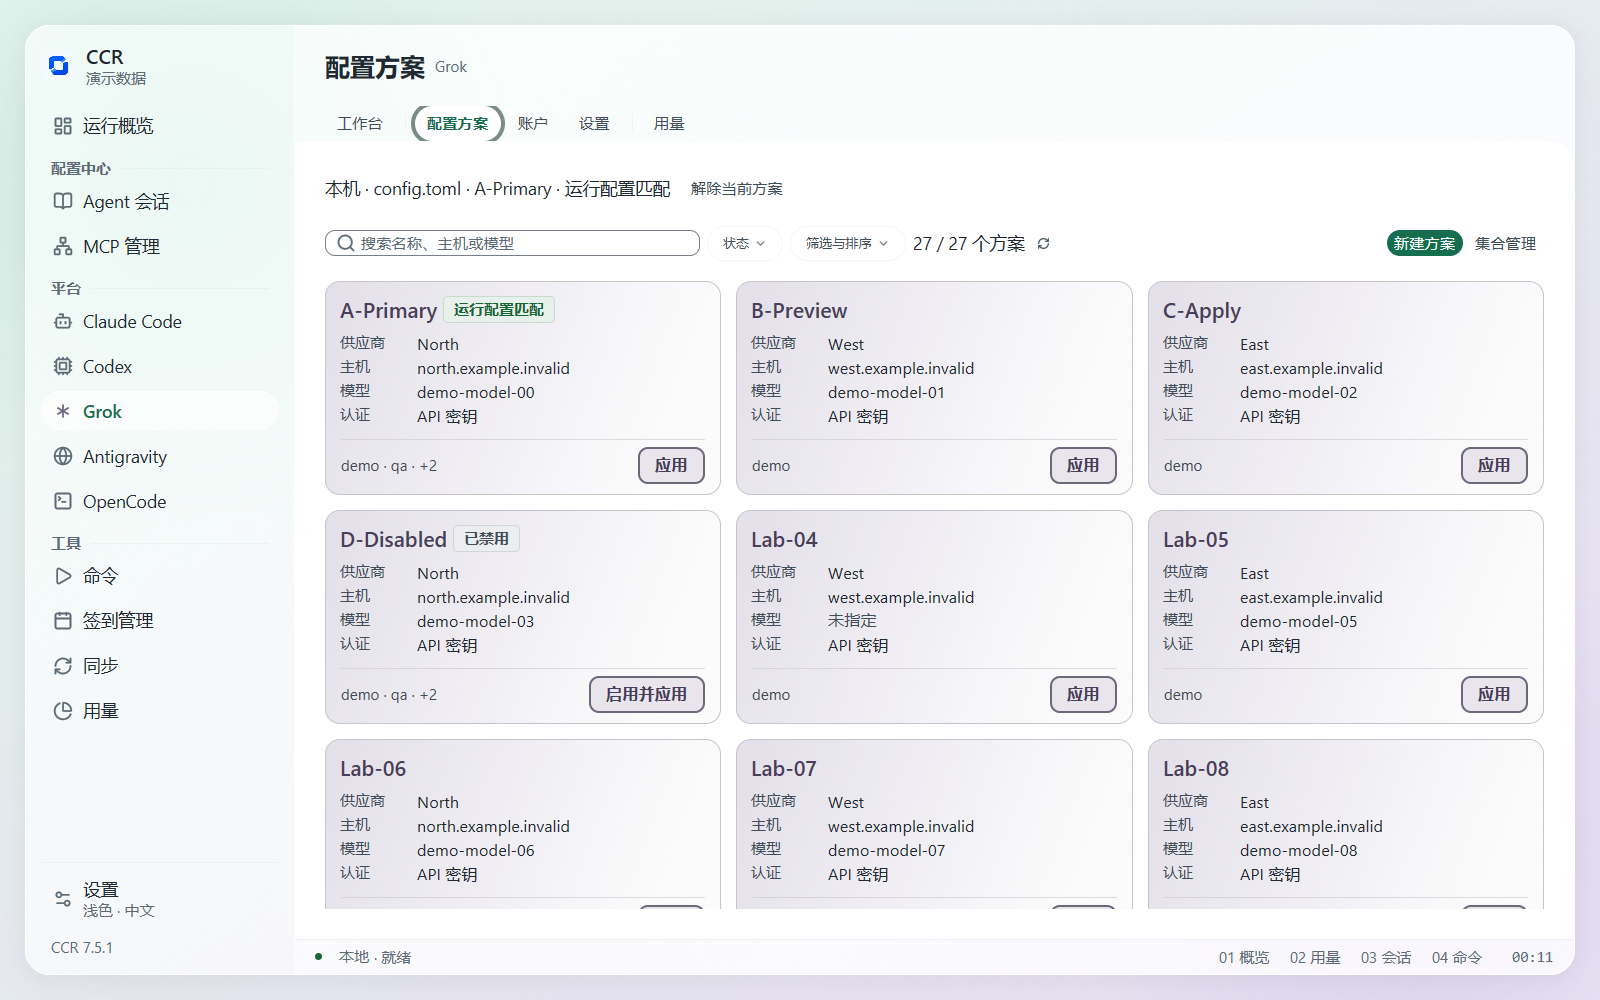 CCR
演示数据
运行概览
配置中心
Agent 会话
MCP 管理
平台
Claude Code
Codex
Grok
Antigravity
OpenCode
工具
命令
签到管理
同步
用量
设置
浅色 · 中文
CCR 7.5.1
配置方案 Grok
工作台 配置方案 账户 设置 用量
本机 · config.toml · A-Primary · 运行配置匹配 解除当前方案
搜索名称、主机或模型 状态 筛选与排序 27 / 27 个方案 新建方案 集合管理
A-Primary 运行配置匹配
供应商 North
主机 north.example.invalid
模型 demo-model-00
认证 API 密钥
demo · qa · +2 应用
B-Preview
供应商 West
主机 west.example.invalid
模型 demo-model-01
认证 API 密钥
demo 应用
C-Apply
供应商 East
主机 east.example.invalid
模型 demo-model-02
认证 API 密钥
demo 应用
D-Disabled 已禁用
供应商 North
主机 north.example.invalid
模型 demo-model-03
认证 API 密钥
demo · qa · +2 启用并应用
Lab-04
供应商 West
主机 west.example.invalid
模型 未指定
认证 API 密钥
demo 应用
Lab-05
供应商 East
主机 east.example.invalid
模型 demo-model-05
认证 API 密钥
demo 应用
Lab-06
供应商 North
主机 north.example.invalid
模型 demo-model-06
认证 API 密钥
Lab-07
供应商 West
主机 west.example.invalid
模型 demo-model-07
认证 API 密钥
Lab-08
供应商 East
主机 east.example.invalid
模型 demo-model-08
认证 API 密钥
本地 · 就绪
01 概览 02 用量 03 会话 04 命令 00:11